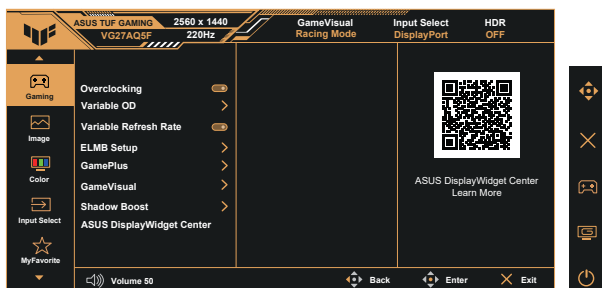 ASUS TUF GAMING 2560 x 1440
VG27AQ5F 220Hz
GameVisual
Racing Mode
Input Select
DisplayPort
HDR
OFF
Gaming
Image
Color
Input Select
MyFavorite
Overclocking
Variable OD
Variable Refresh Rate
ELMB Setup
GamePlus
GameVisual
Shadow Boost
ASUS DisplayWidget Center
ASUS DisplayWidget Center
Learn More
Volume 50
Back
Enter
Exit